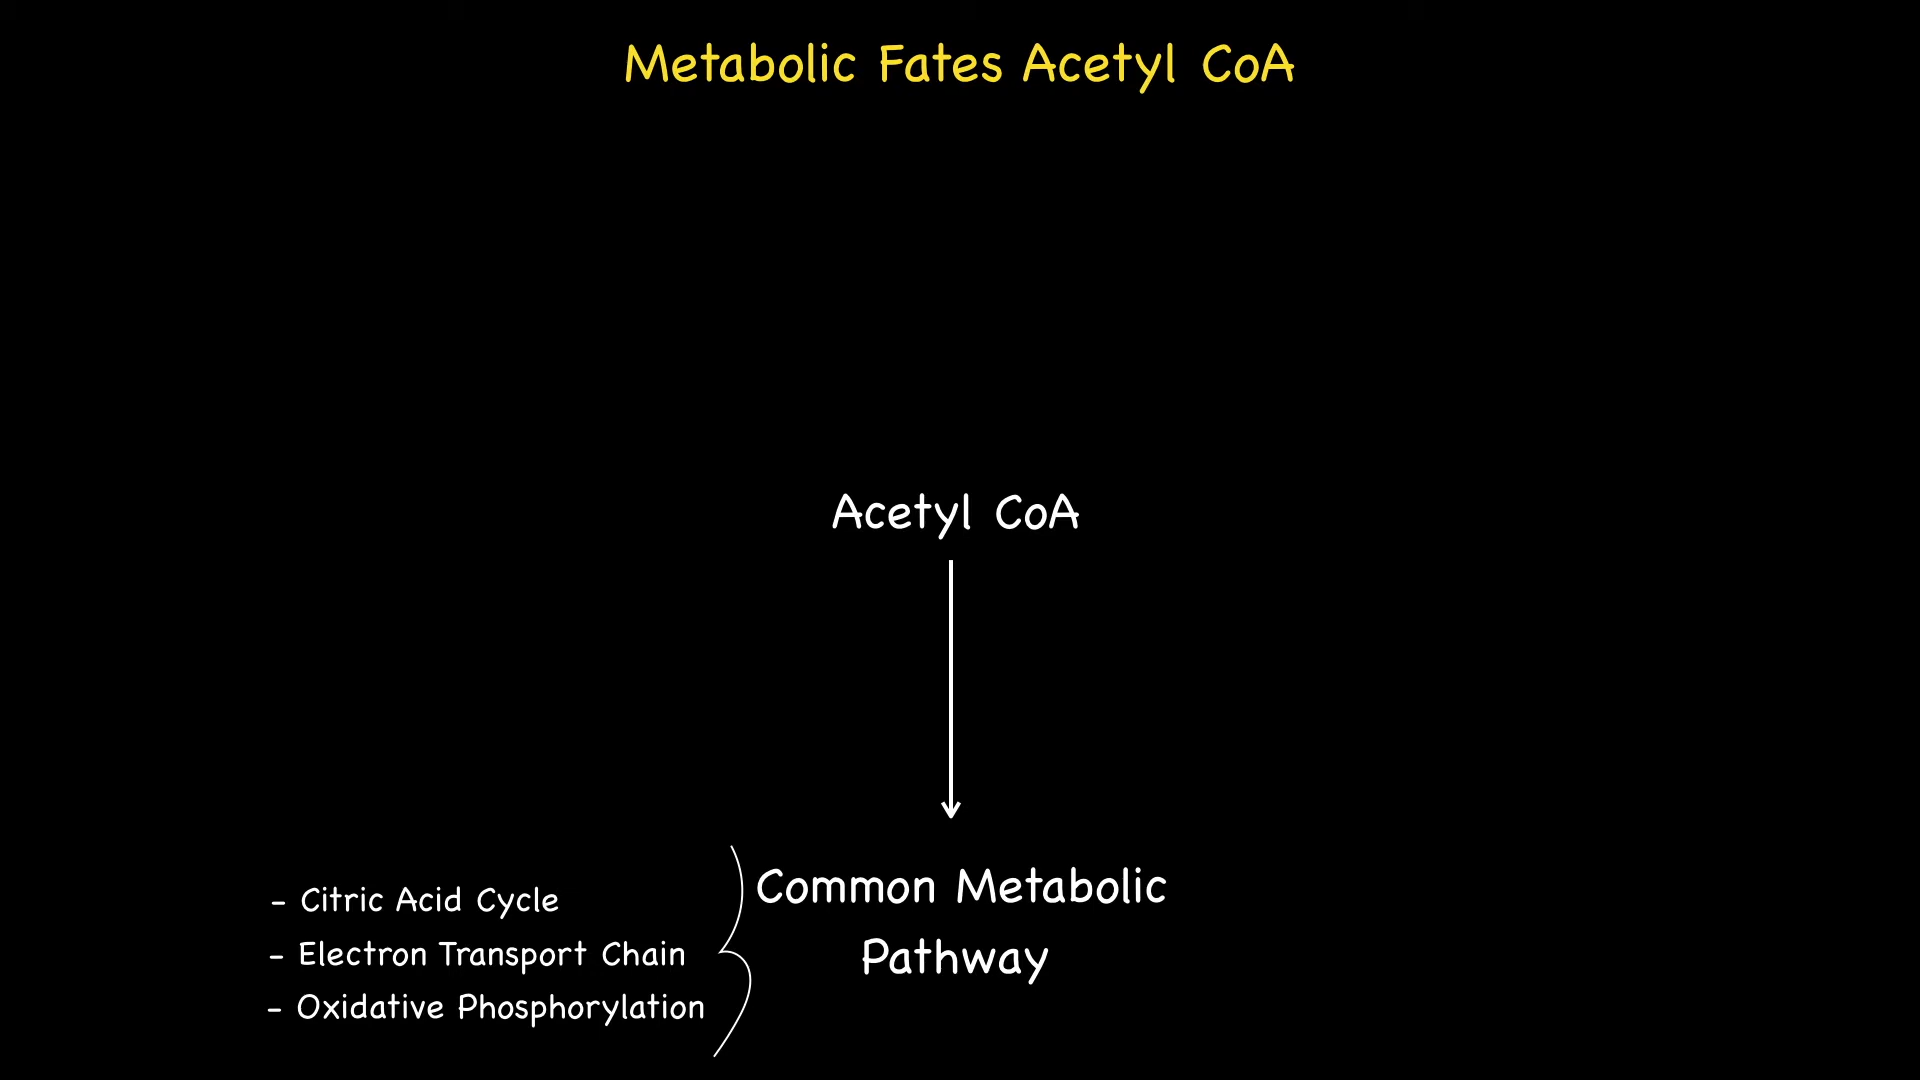 Metabolic Fates Acetyl CoA
Acetyl CoA
Common Metabolic
Pathway
- Citric Acid Cycle
- Electron Transport Chain
- Oxidative Phosphorylation